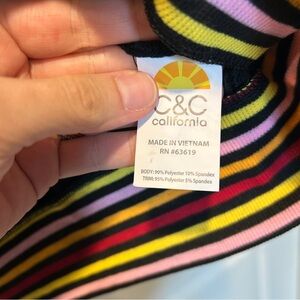 C&C
california
MADE IN VIETNAM
RN #63619
BODY: 90% Polyester 10% Spandex
TRIM: 95% Polyester 5% Spandex